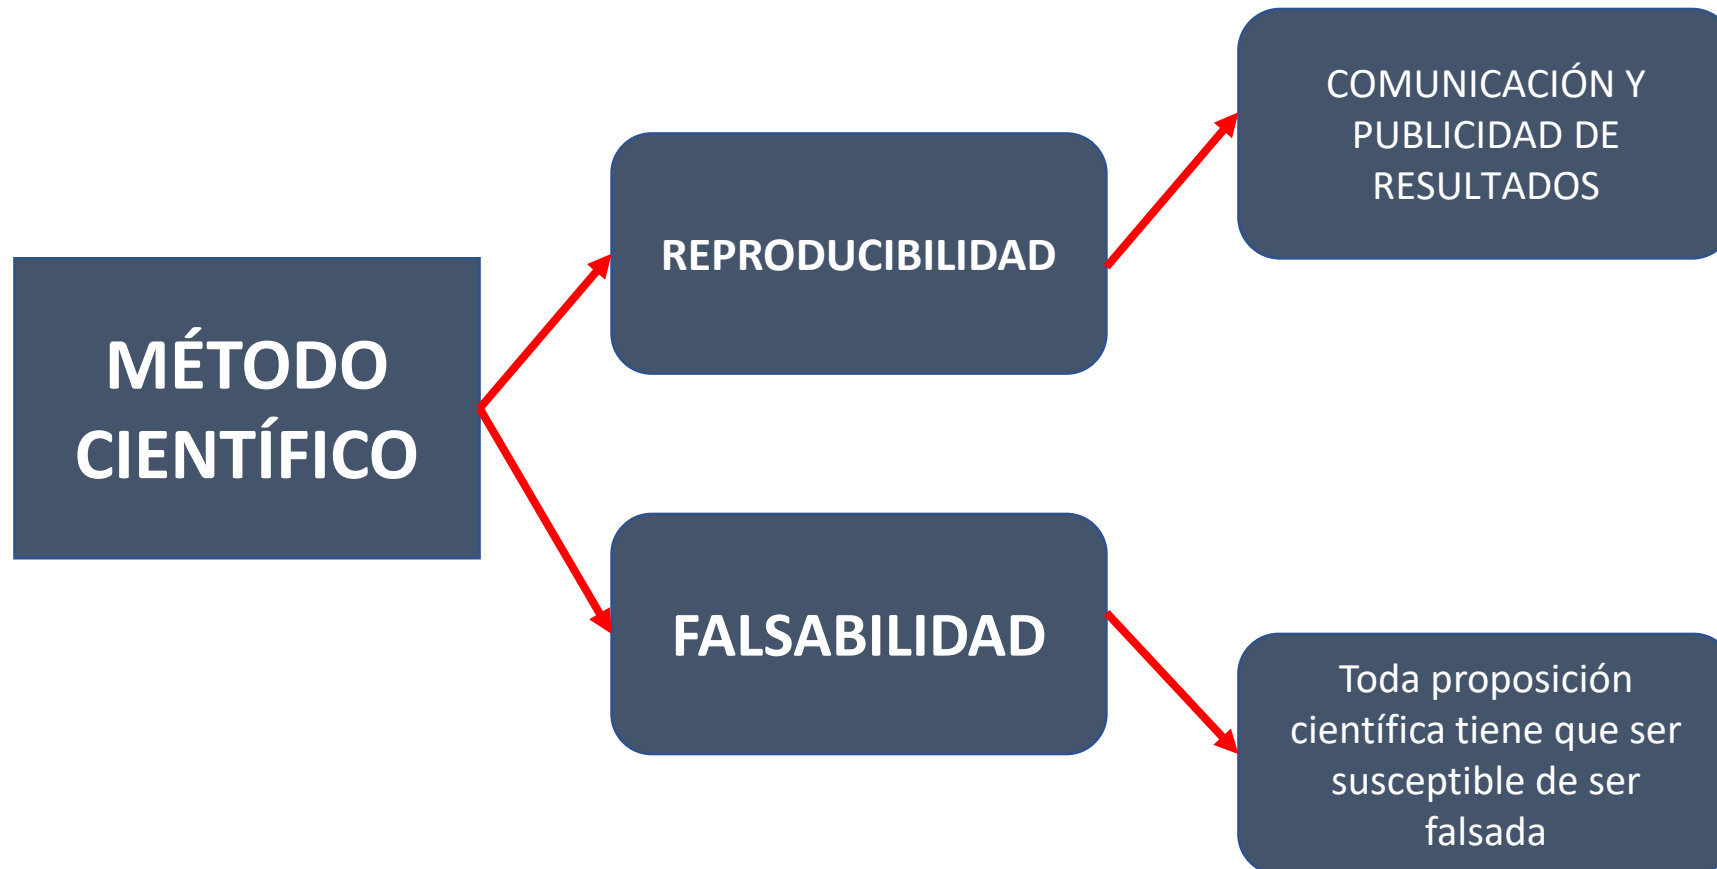 MÉTODO
CIENTÍFICO
REPRODUCIBILIDAD
COMUNICACIÓN Y
PUBLICIDAD DE
RESULTADOS
FALSABILIDAD
Toda proposición
científica tiene que ser
susceptible de ser
falsada